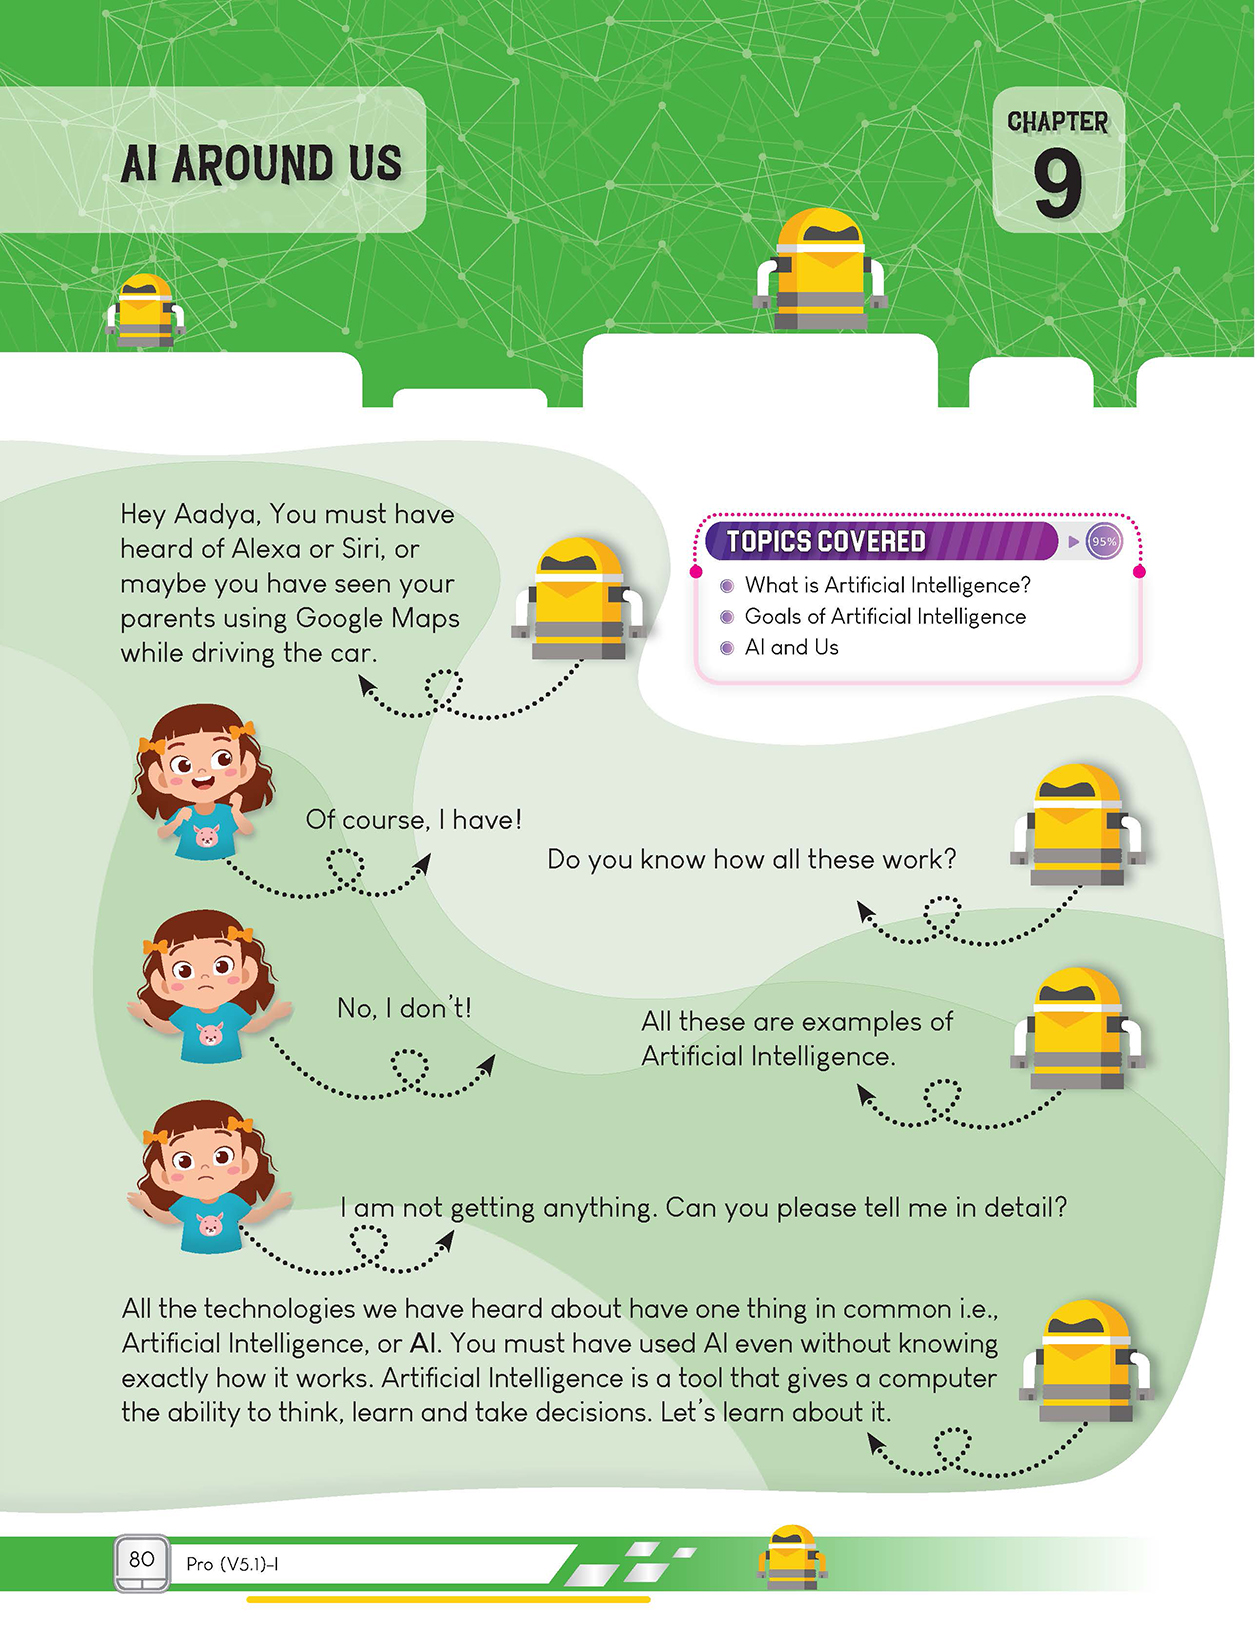 AI AROUND US
CHAPTER
9
Hey Aadya, You must have
heard of Alexa or Siri, or
maybe you have seen your
parents using Google Maps
while driving the car.
TOPICS COVERED
95%
What is Artificial Intelligence?
Goals of Artificial Intelligence
AI and Us
Of course, I have!
Do you know how all these work?
No, I don't!
All these are examples of
Artificial Intelligence.
I am not getting anything. Can you please tell me in detail?
All the technologies we have heard about have one thing in common i.e.,
Artificial Intelligence, or AI. You must have used AI even without knowing
exactly how it works. Artificial Intelligence is a tool that gives a computer
the ability to think, learn and take decisions. Let's learn about it.
80
Pro (V5.1)-I